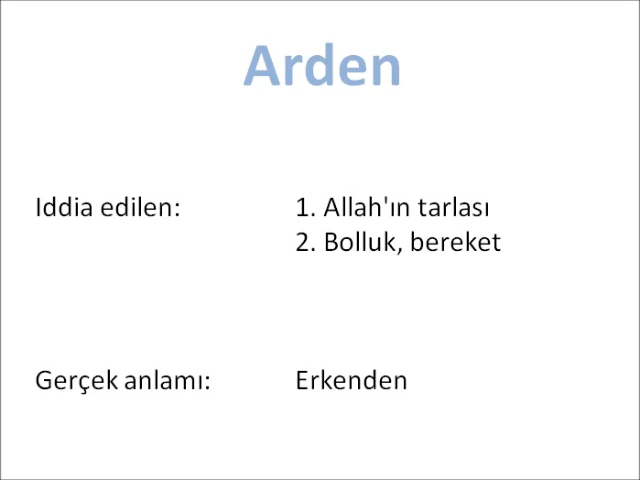 Arden
Iddia edilen: 1. Allah'ın tarlası
2. Bolluk, bereket
Gerçek anlamı: Erkenden